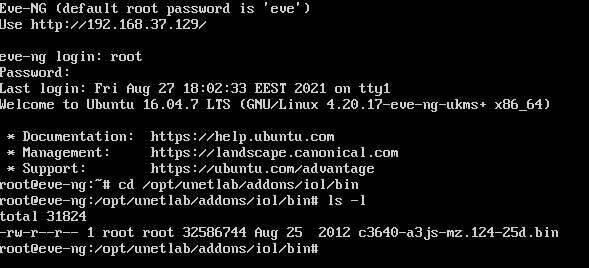 Eve-NG (default root password is 'eve')
Use http://192.168.37.129/
eve-ng login: root
Password:
Last login: Fri Aug 27 18:02:33 EEST 2021 on tty1
Welcome to Ubuntu 16.04.7 LTS (GNU/Linux 4.20.17-eve-ng-ukms+ x86_64)
* Documentation:  https://help.ubuntu.com
* Management:     https://landscape.canonical.com
* Support:        https://ubuntu.com/advantage
root@eve-ng:~# cd /opt/unetlab/addons/iol/bin
root@eve-ng:/opt/unetlab/addons/iol/bin# ls -l
total 31824
-rw-r--r-- 1 root root 32586744 Aug 25  2012 c3640-a3js-mz.124-25d.bin
root@eve-ng:/opt/unetlab/addons/iol/bin#